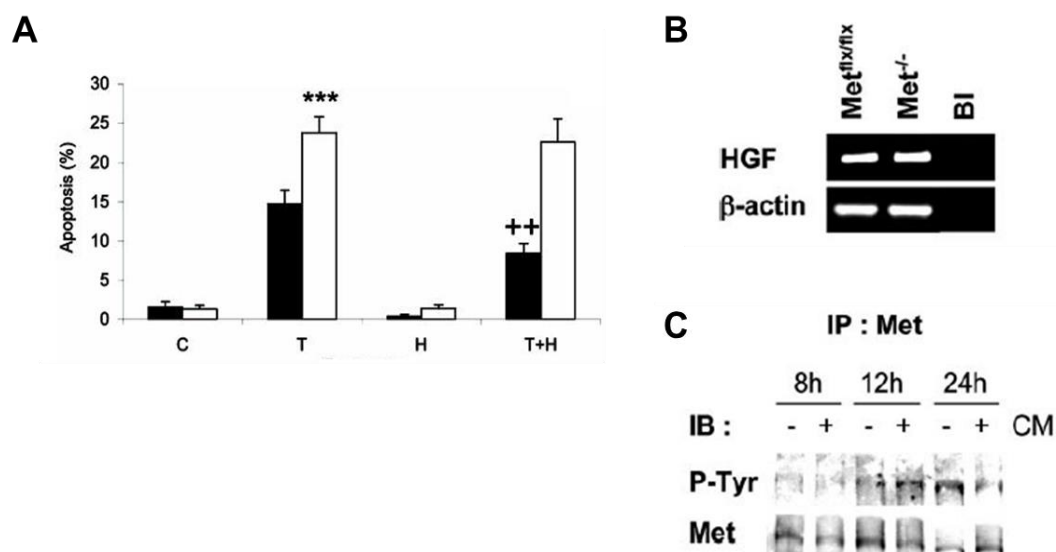 A
30
25
20
15
10
5
0
Apoptosis (%)
***
++
C T H T+H
B
Met^flx/flx Met^-/- Bl
HGF
β-actin
C
IP : Met
8h 12h 24h
IB : - + - + - + CM
P-Tyr
Met